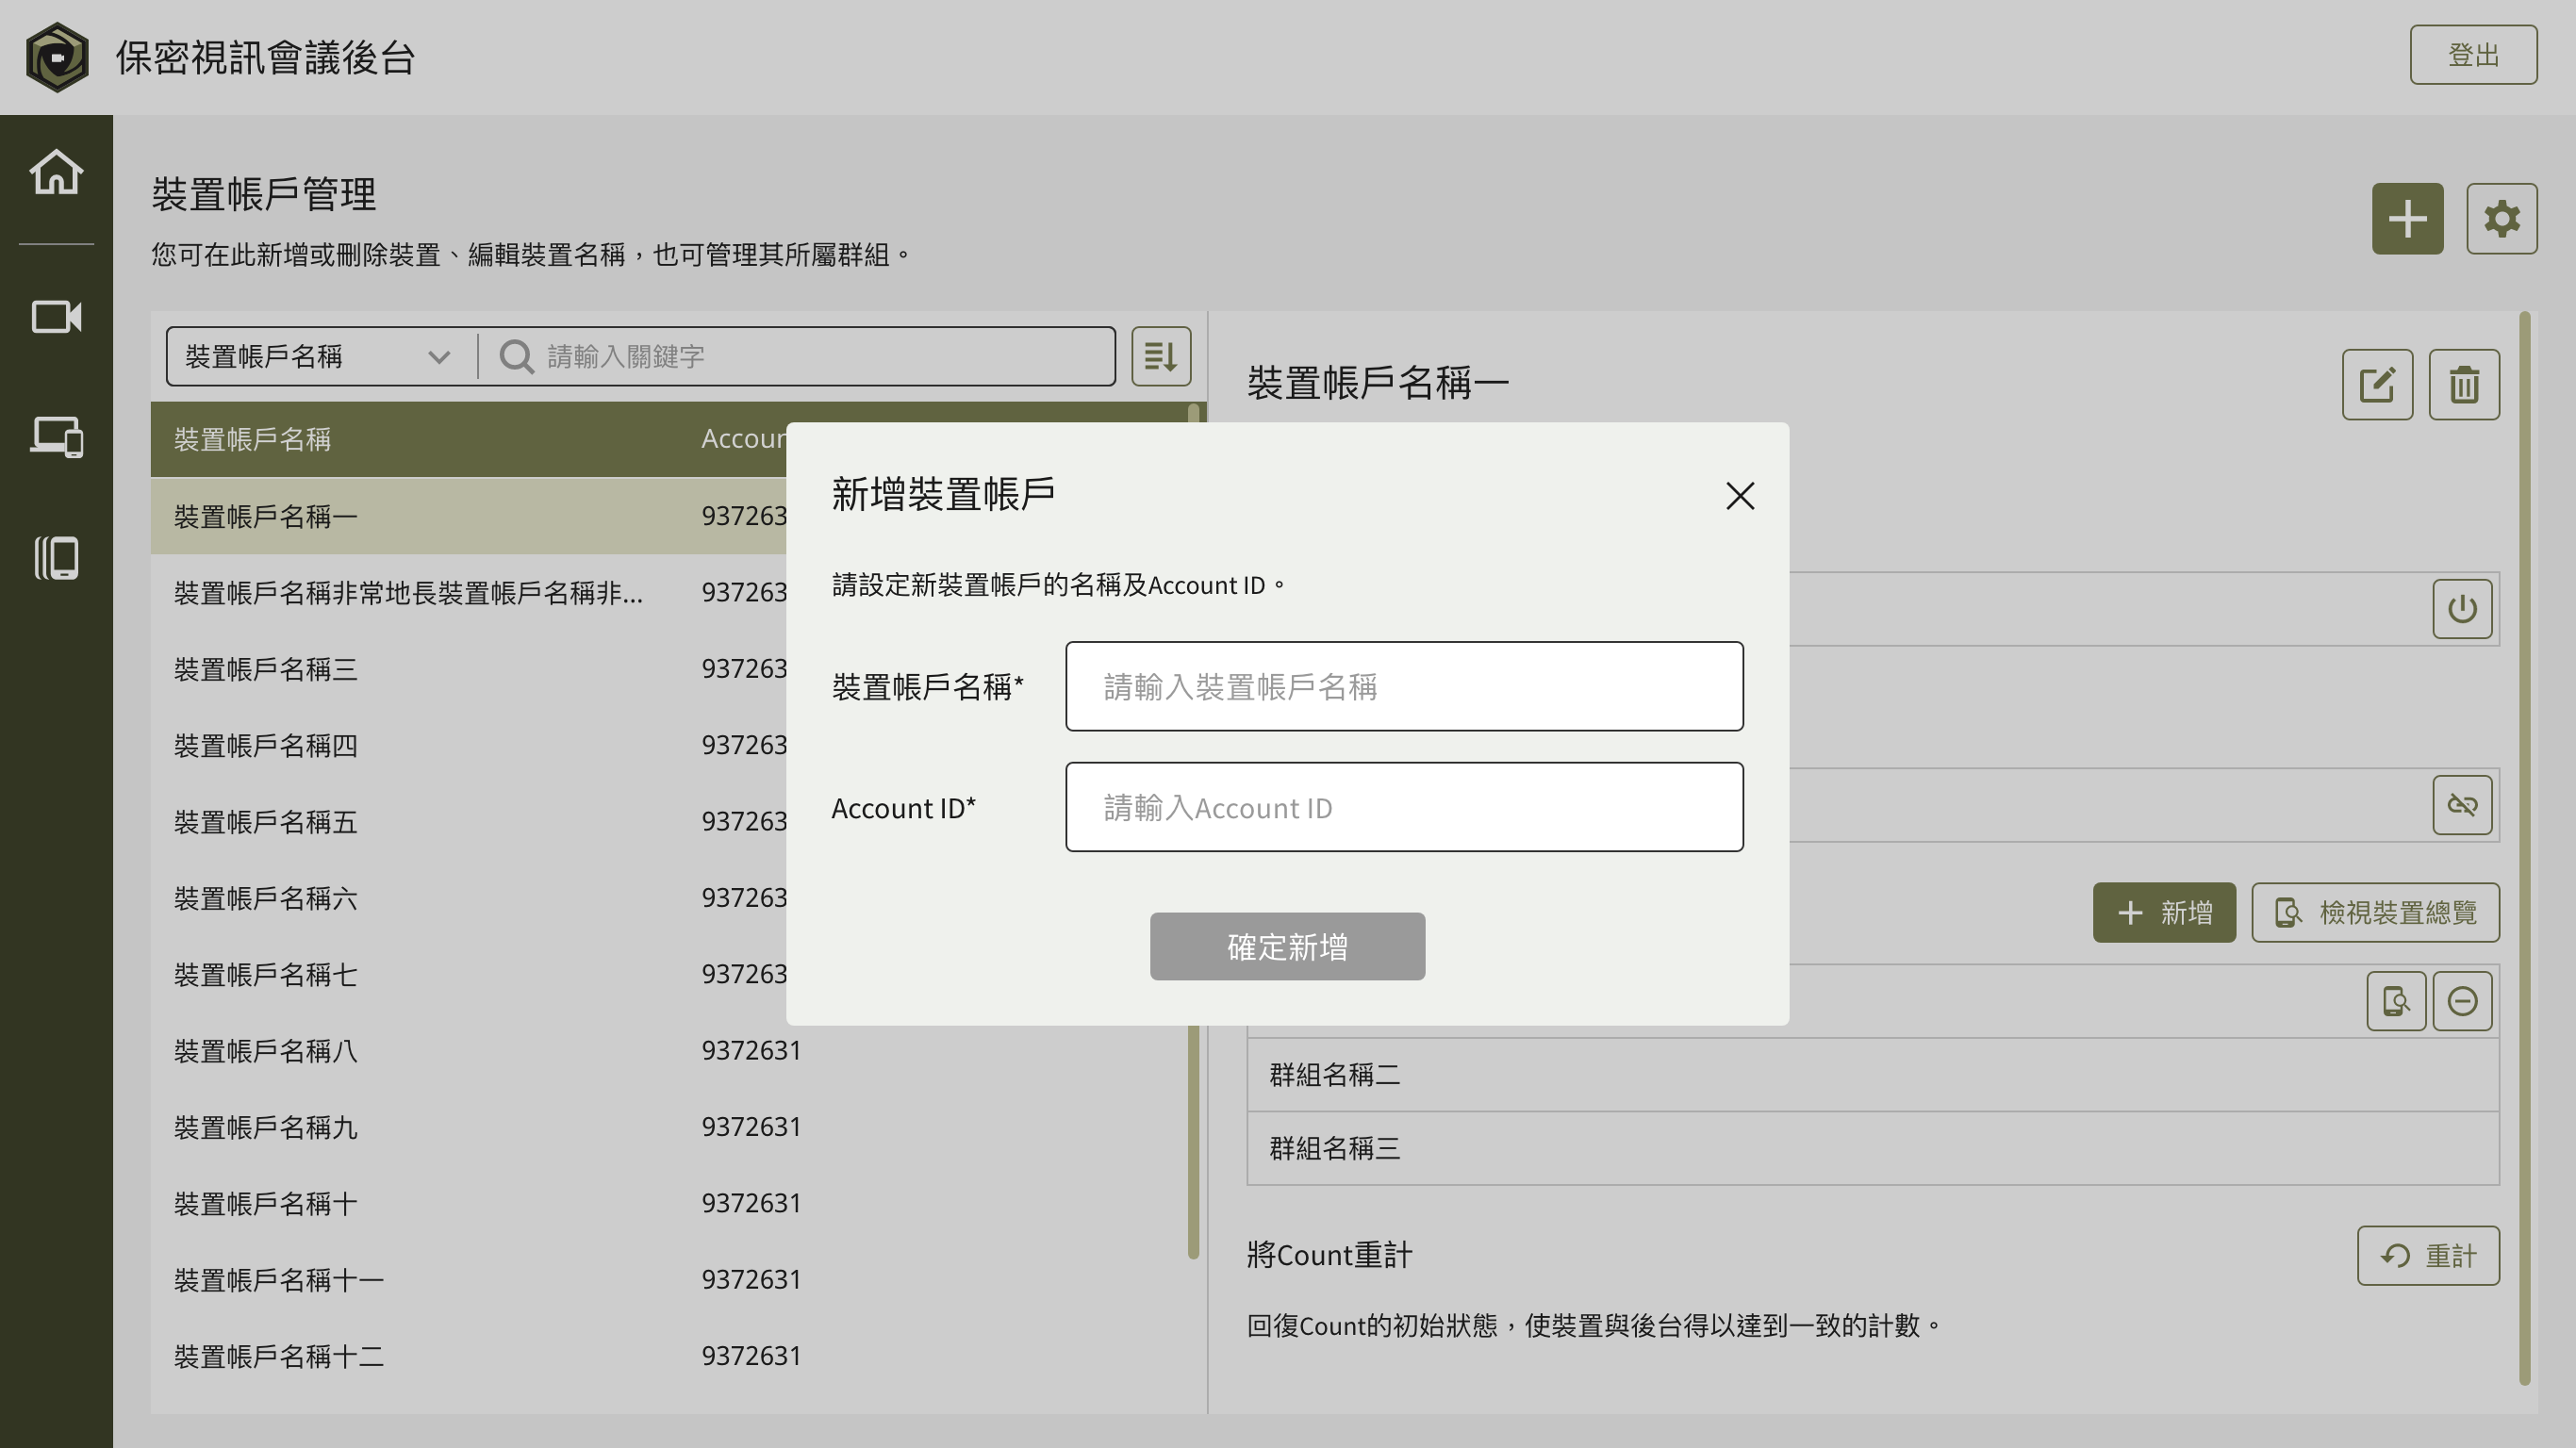 保密視訊會議後台
登出
裝置帳戶管理
您可在此新增或刪除裝置、編輯裝置名稱，也可管理其所屬群組。
裝置帳戶名稱
請輸入關鍵字
裝置帳戶名稱一
裝置帳戶名稱 Accoun
裝置帳戶名稱一 937263
裝置帳戶名稱非常地長裝置帳戶名稱非... 937263
裝置帳戶名稱三 937263
裝置帳戶名稱四 937263
裝置帳戶名稱五 937263
裝置帳戶名稱六 937263
裝置帳戶名稱七 937263
裝置帳戶名稱八 9372631
裝置帳戶名稱九 9372631
裝置帳戶名稱十 9372631
裝置帳戶名稱十一 9372631
裝置帳戶名稱十二 9372631
新增裝置帳戶
請設定新裝置帳戶的名稱及Account ID。
裝置帳戶名稱* 請輸入裝置帳戶名稱
Account ID* 請輸入Account ID
確定新增
新增
檢視裝置總覽
群組名稱二
群組名稱三
將Count重計
重計
回復Count的初始狀態，使裝置與後台得以達到一致的計數。